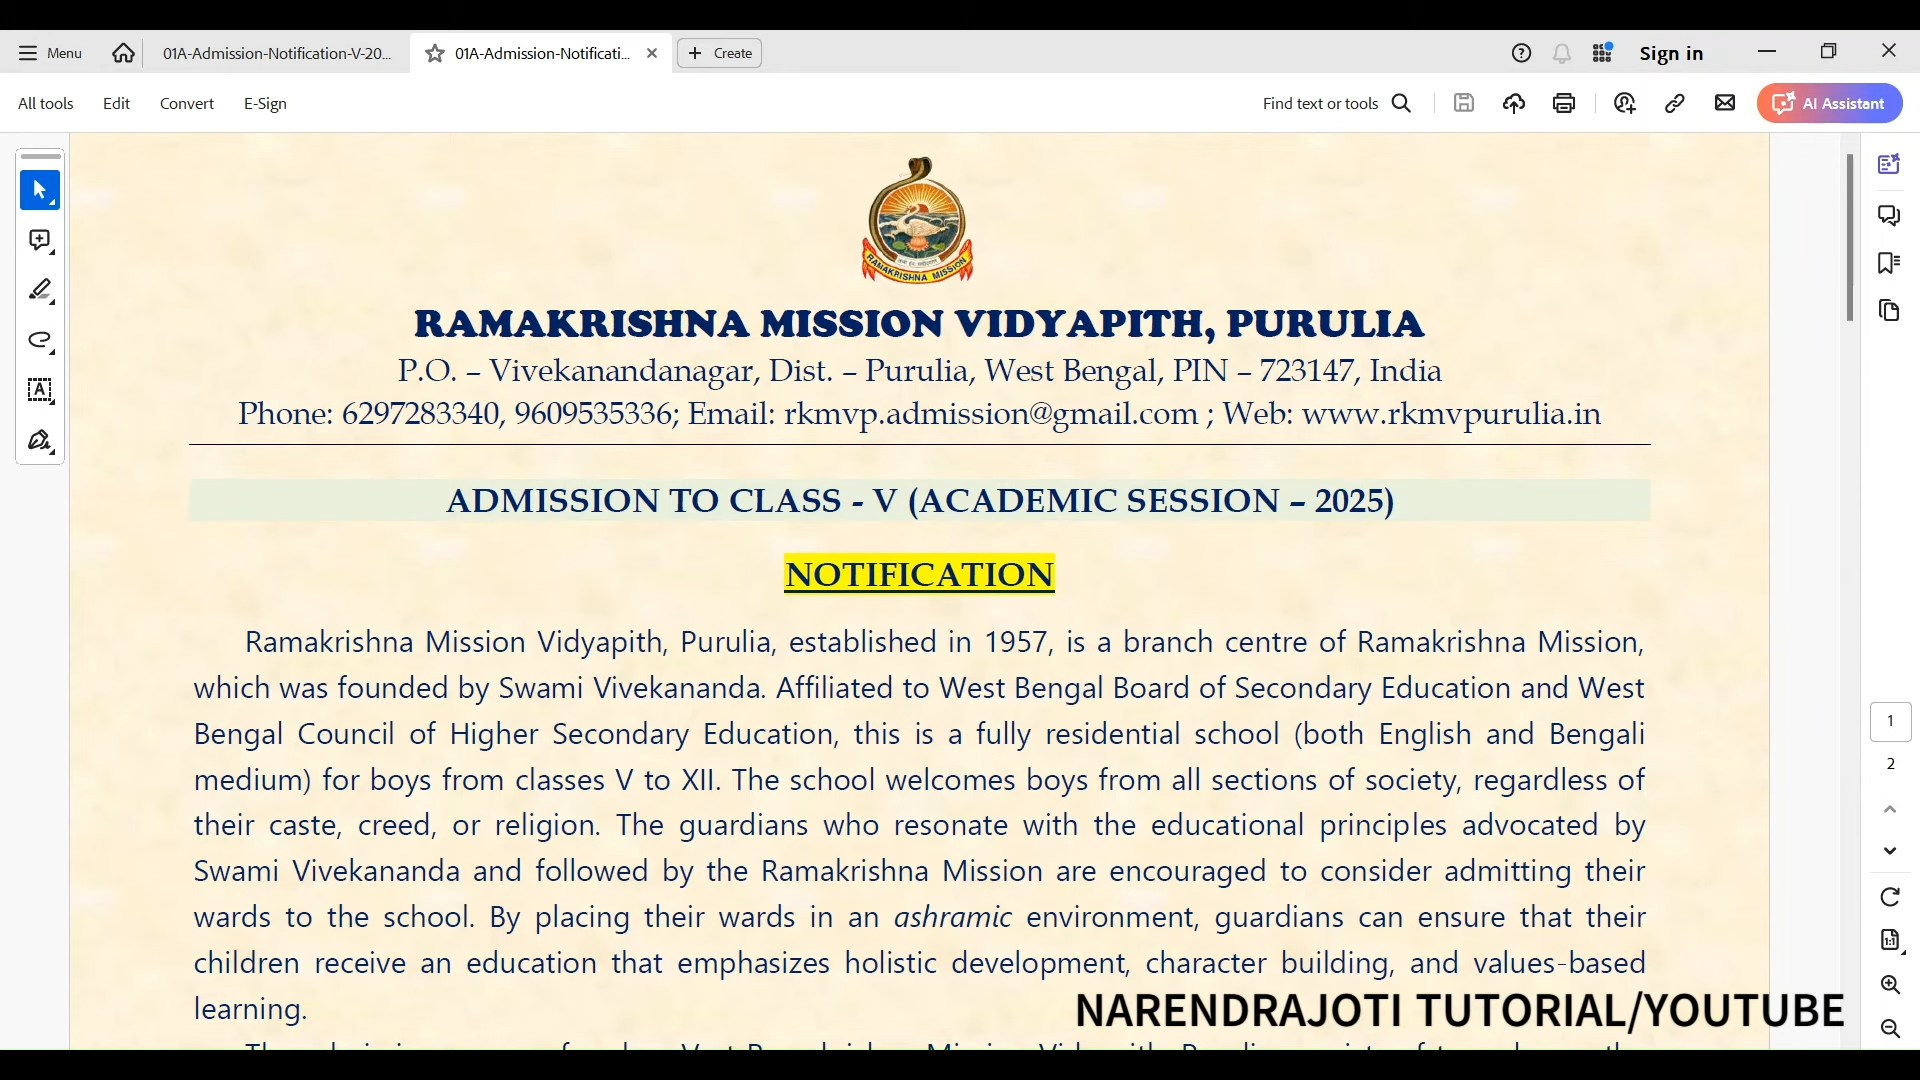 Menu
01A-Admission-Notification-V-20...
01A-Admission-Notificati...
Create
Sign in
All tools
Edit
Convert
E-Sign
Find text or tools
AI Assistant
RAMAKRISHNA MISSION
RAMAKRISHNA MISSION VIDYAPITH, PURULIA
P.O. – Vivekanandanagar, Dist. – Purulia, West Bengal, PIN – 723147, India
Phone: 6297283340, 9609535336; Email: rkmvp.admission@gmail.com ; Web: www.rkmvpurulia.in
ADMISSION TO CLASS - V (ACADEMIC SESSION – 2025)
NOTIFICATION
Ramakrishna Mission Vidyapith, Purulia, established in 1957, is a branch centre of Ramakrishna Mission,
which was founded by Swami Vivekananda. Affiliated to West Bengal Board of Secondary Education and West
Bengal Council of Higher Secondary Education, this is a fully residential school (both English and Bengali
medium) for boys from classes V to XII. The school welcomes boys from all sections of society, regardless of
their caste, creed, or religion. The guardians who resonate with the educational principles advocated by
Swami Vivekananda and followed by the Ramakrishna Mission are encouraged to consider admitting their
wards to the school. By placing their wards in an ashramic environment, guardians can ensure that their
children receive an education that emphasizes holistic development, character building, and values-based
learning.
NARENDRAJOTI TUTORIAL/YOUTUBE
1
2